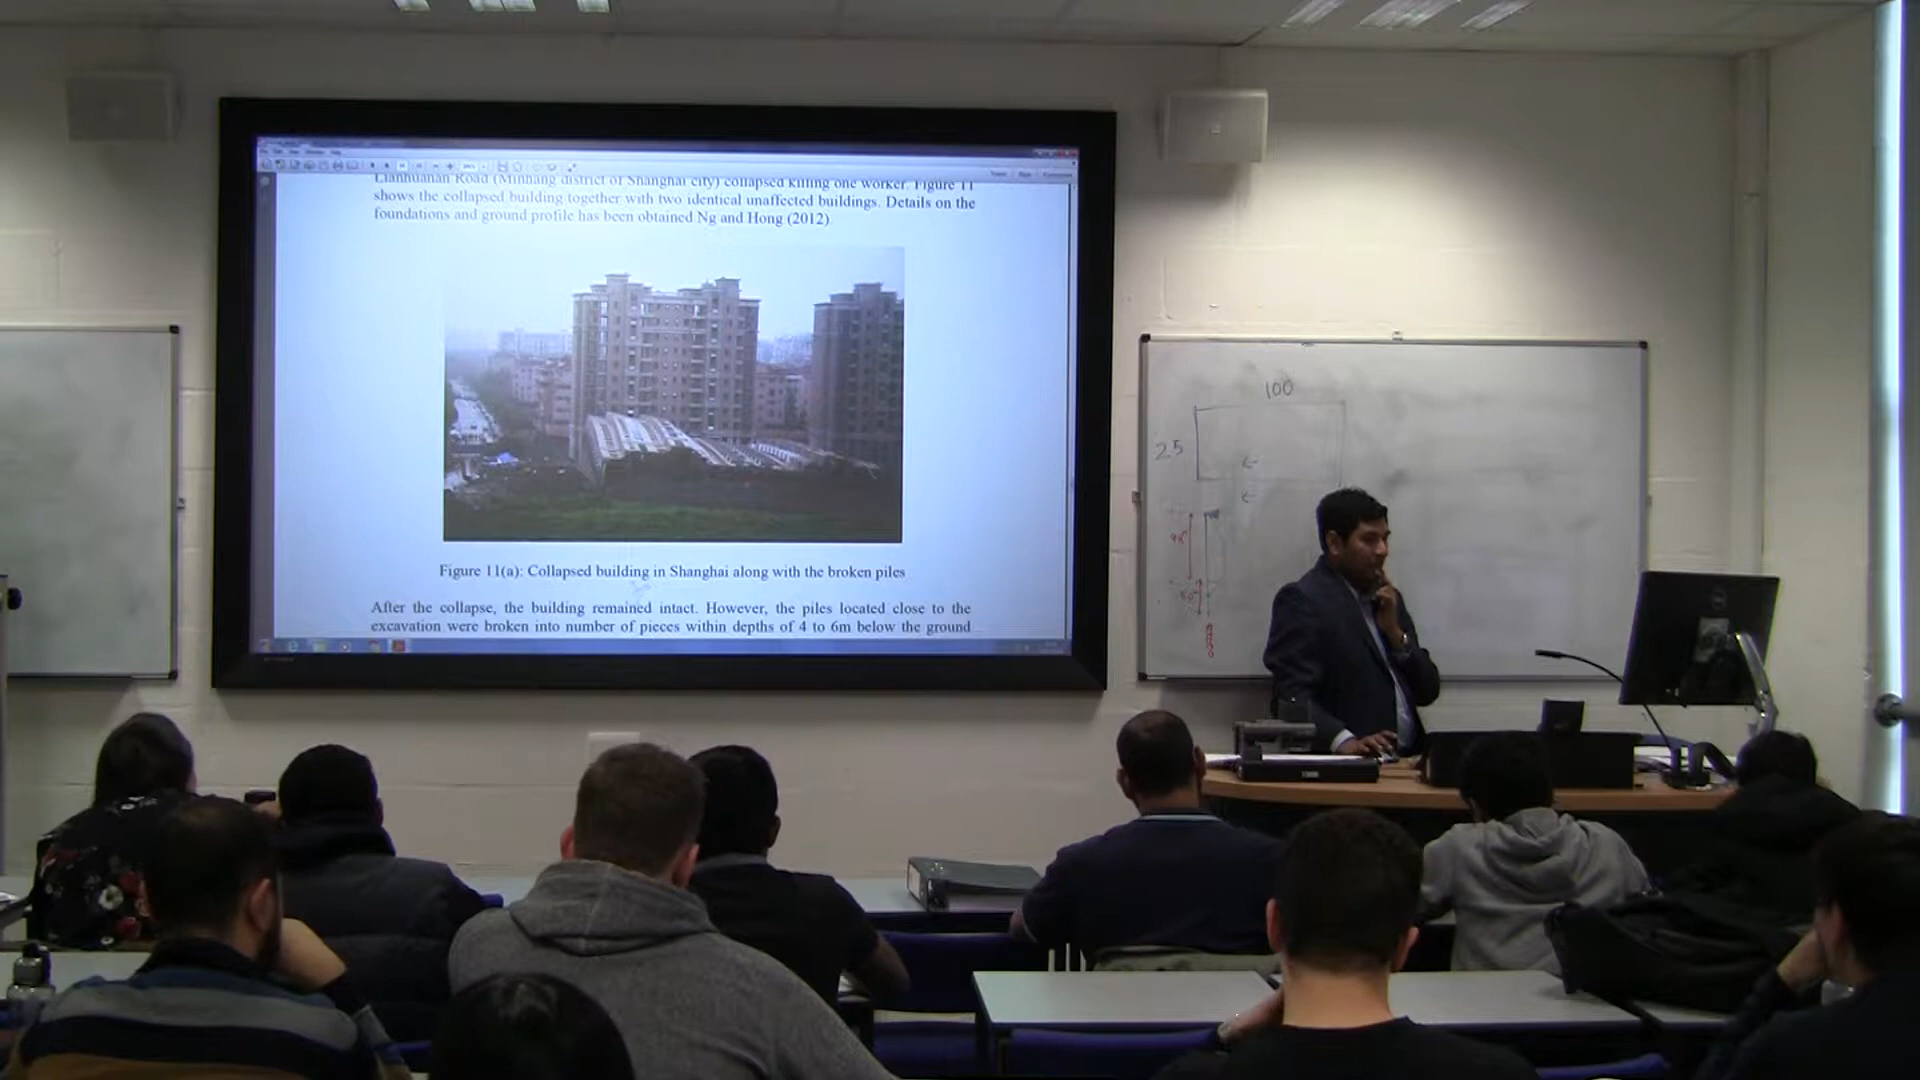 Lianhuanan Road (Minhang district of Shanghai city) collapsed killing one worker. Figure 11
shows the collapsed building together with two identical unaffected buildings. Details on the
foundations and ground profile has been obtained Ng and Hong (2012)
Figure 11(a): Collapsed building in Shanghai along with the broken piles
After the collapse, the building remained intact. However, the piles located close to the
excavation were broken into number of pieces within depths of 4 to 6m below the ground
100
25